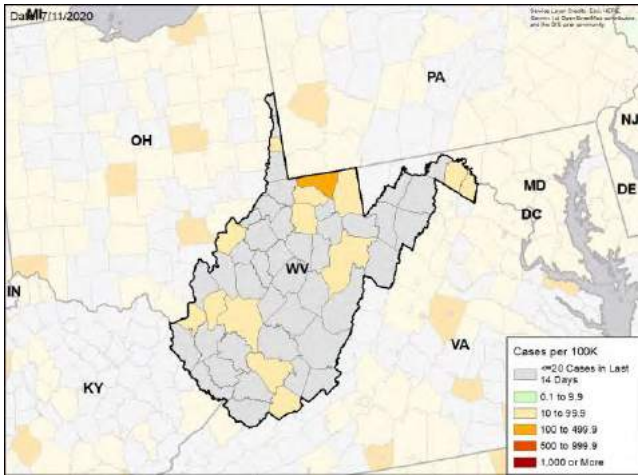 Date: 7/11/2020
MI
PA
OH
NJ
MD
DE
DC
WV
IN
VA
KY
Cases per 100K
<=20 Cases in Last
14 Days
0.1 to 9.9
10 to 99.9
100 to 499.9
500 to 999.9
1,000 or More